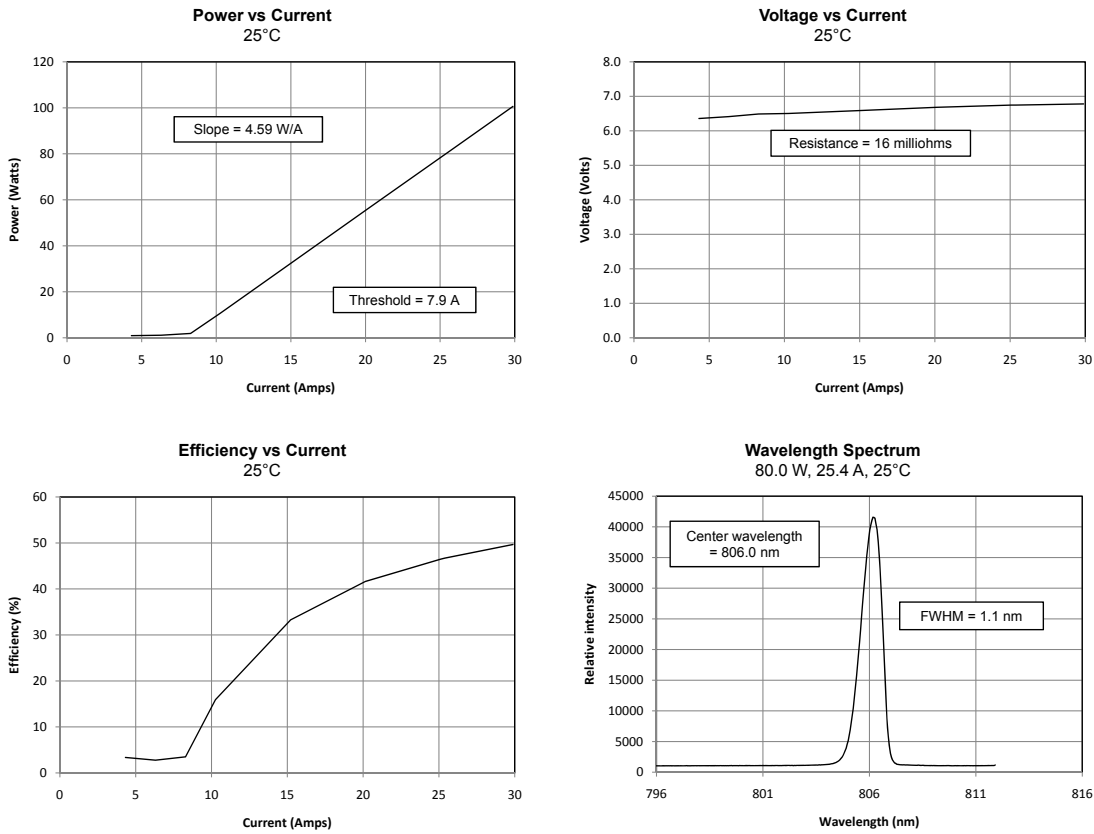 Power vs Current
25°C
120
100
80
60
40
20
0
Power (Watts)
Slope = 4.59 W/A
Threshold = 7.9 A
0 5 10 15 20 25 30
Current (Amps)
Voltage vs Current
25°C
8.0
7.0
6.0
5.0
4.0
3.0
2.0
1.0
0.0
Voltage (Volts)
Resistance = 16 milliohms
0 5 10 15 20 25 30
Current (Amps)
Efficiency vs Current
25°C
60
50
40
30
20
10
0
Efficiency (%)
0 5 10 15 20 25 30
Current (Amps)
Wavelength Spectrum
80.0 W, 25.4 A, 25°C
45000
40000
35000
30000
25000
20000
15000
10000
5000
0
Relative intensity
Center wavelength
= 806.0 nm
FWHM = 1.1 nm
796 801 806 811 816
Wavelength (nm)